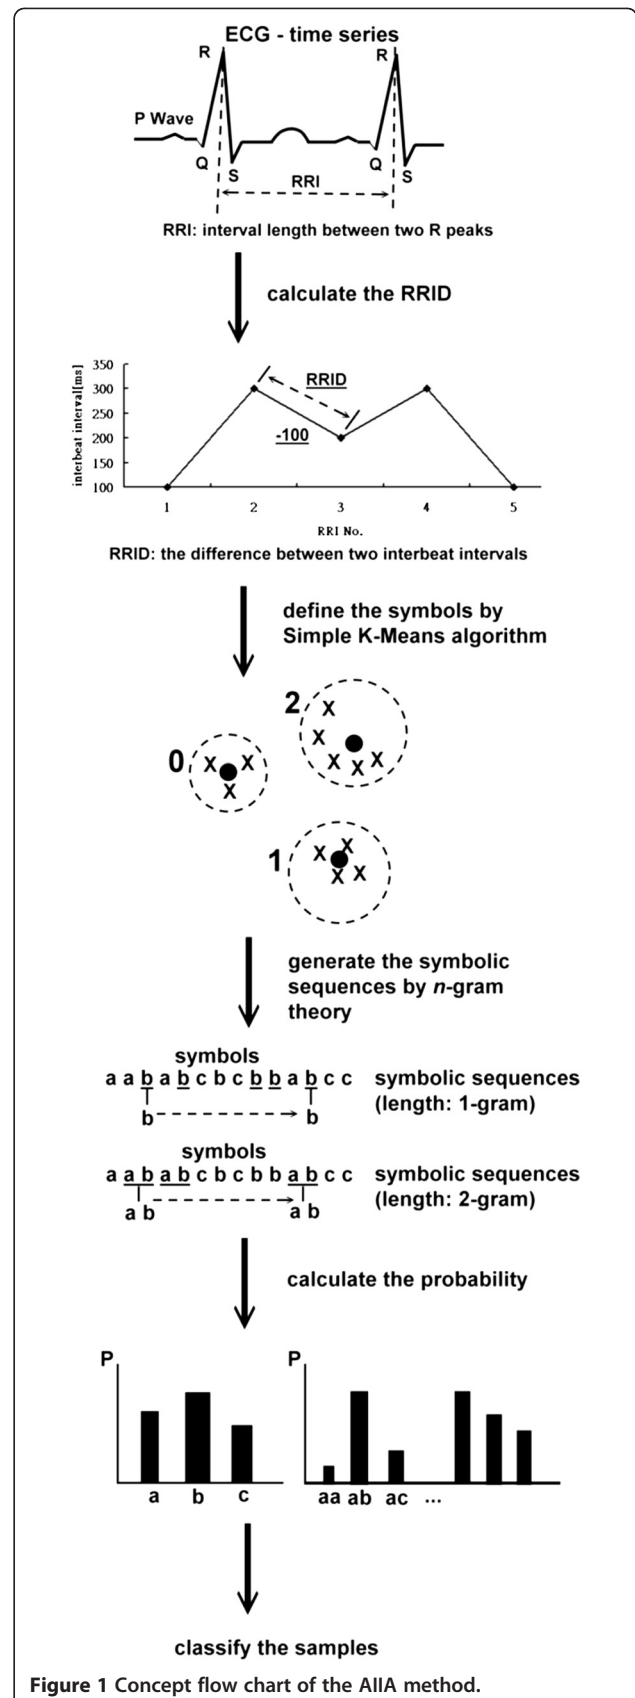 ECG - time series
R R
P Wave
Q S Q S
RRI
RRI: interval length between two R peaks
calculate the RRID
interbeat interval[ms]
350
300
250
200
150
100
RRID
-100
1 2 3 4 5
RRI No.
RRID: the difference between two interbeat intervals
define the symbols by
Simple K-Means algorithm
2
X
X
X X X
0
X X
X
1
X X
X X
generate the symbolic
sequences by n-gram
theory
symbols
a a b a b c b c b b a b c c symbolic sequences
(length: 1-gram)
b b
symbols
a a b a b c b c b b a b c c symbolic sequences
(length: 2-gram)
a b a b
calculate the probability
P P
a b c aa ab ac ...
classify the samples
Figure 1 Concept flow chart of the AIIA method.